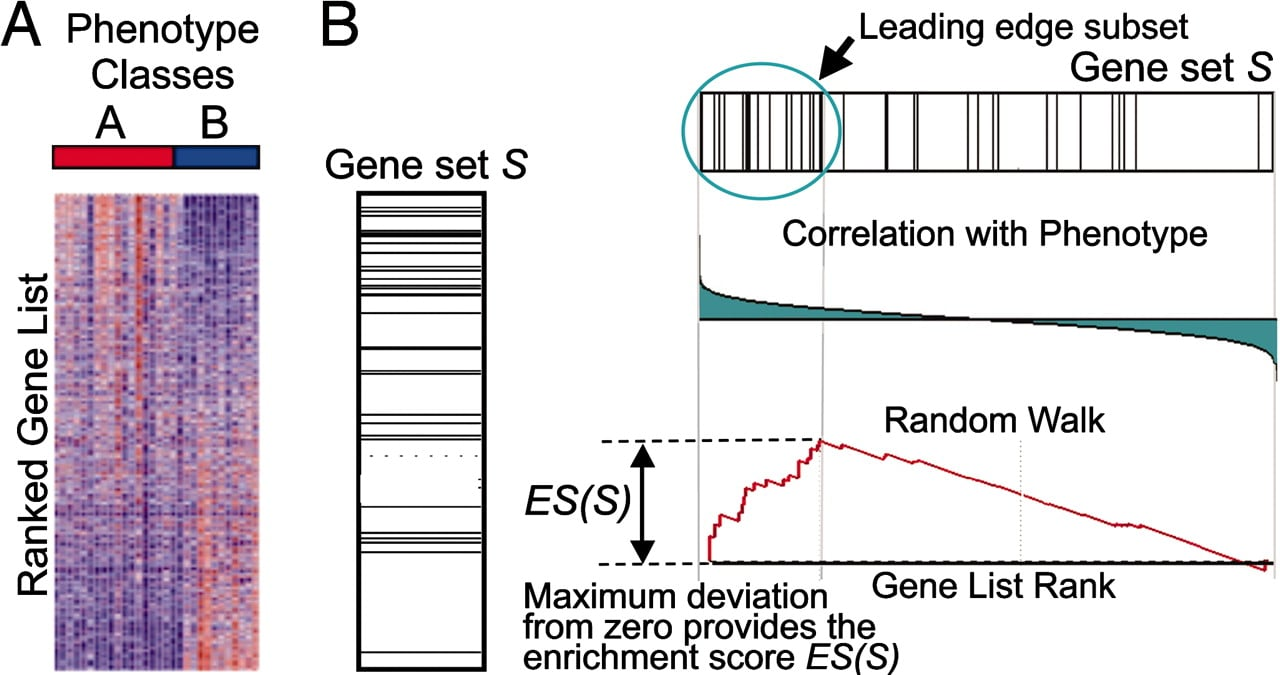 A
Phenotype
Classes
A
B
Ranked Gene List
B
Gene set S
Leading edge subset
Gene set S
Correlation with Phenotype
Random Walk
ES(S)
Gene List Rank
Maximum deviation
from zero provides the
enrichment score ES(S)